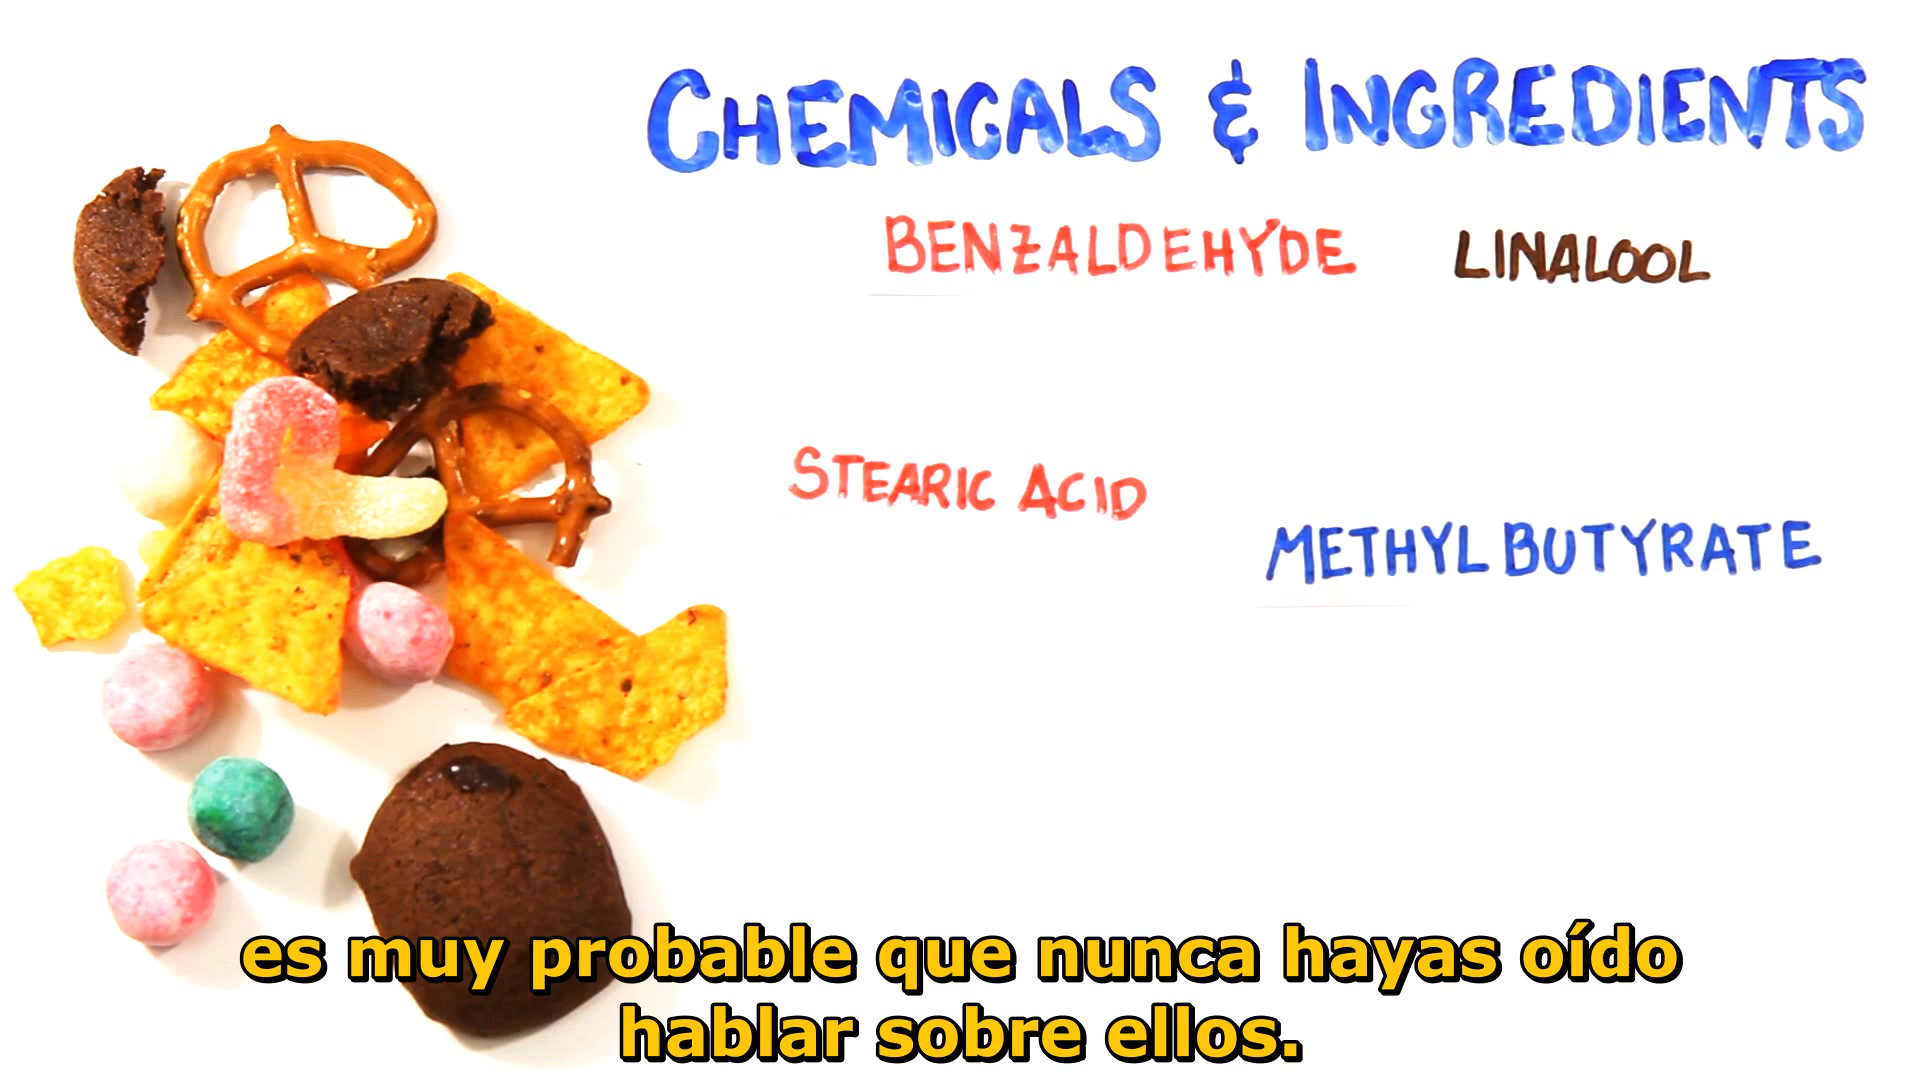 CHEMICALS & INGREDIENTS
BENZALDEHYDE LINALOOL
STEARIC ACID
METHYL BUTYRATE
es muy probable que nunca hayas oído
hablar sobre ellos.